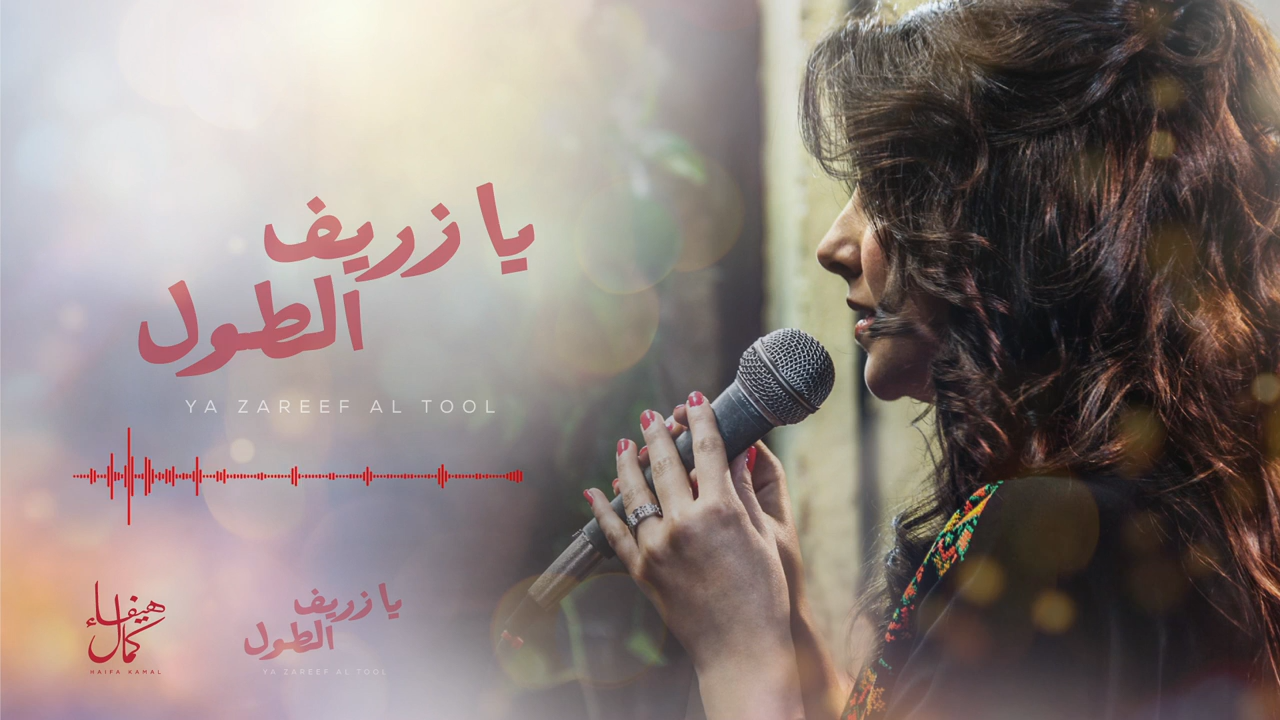 يا زريف
الطول
YA ZAREEF AL TOOL
هيفاء
كمال
HAIFA KAMAL
يا زريف
الطول
YA ZAREEF AL TOOL